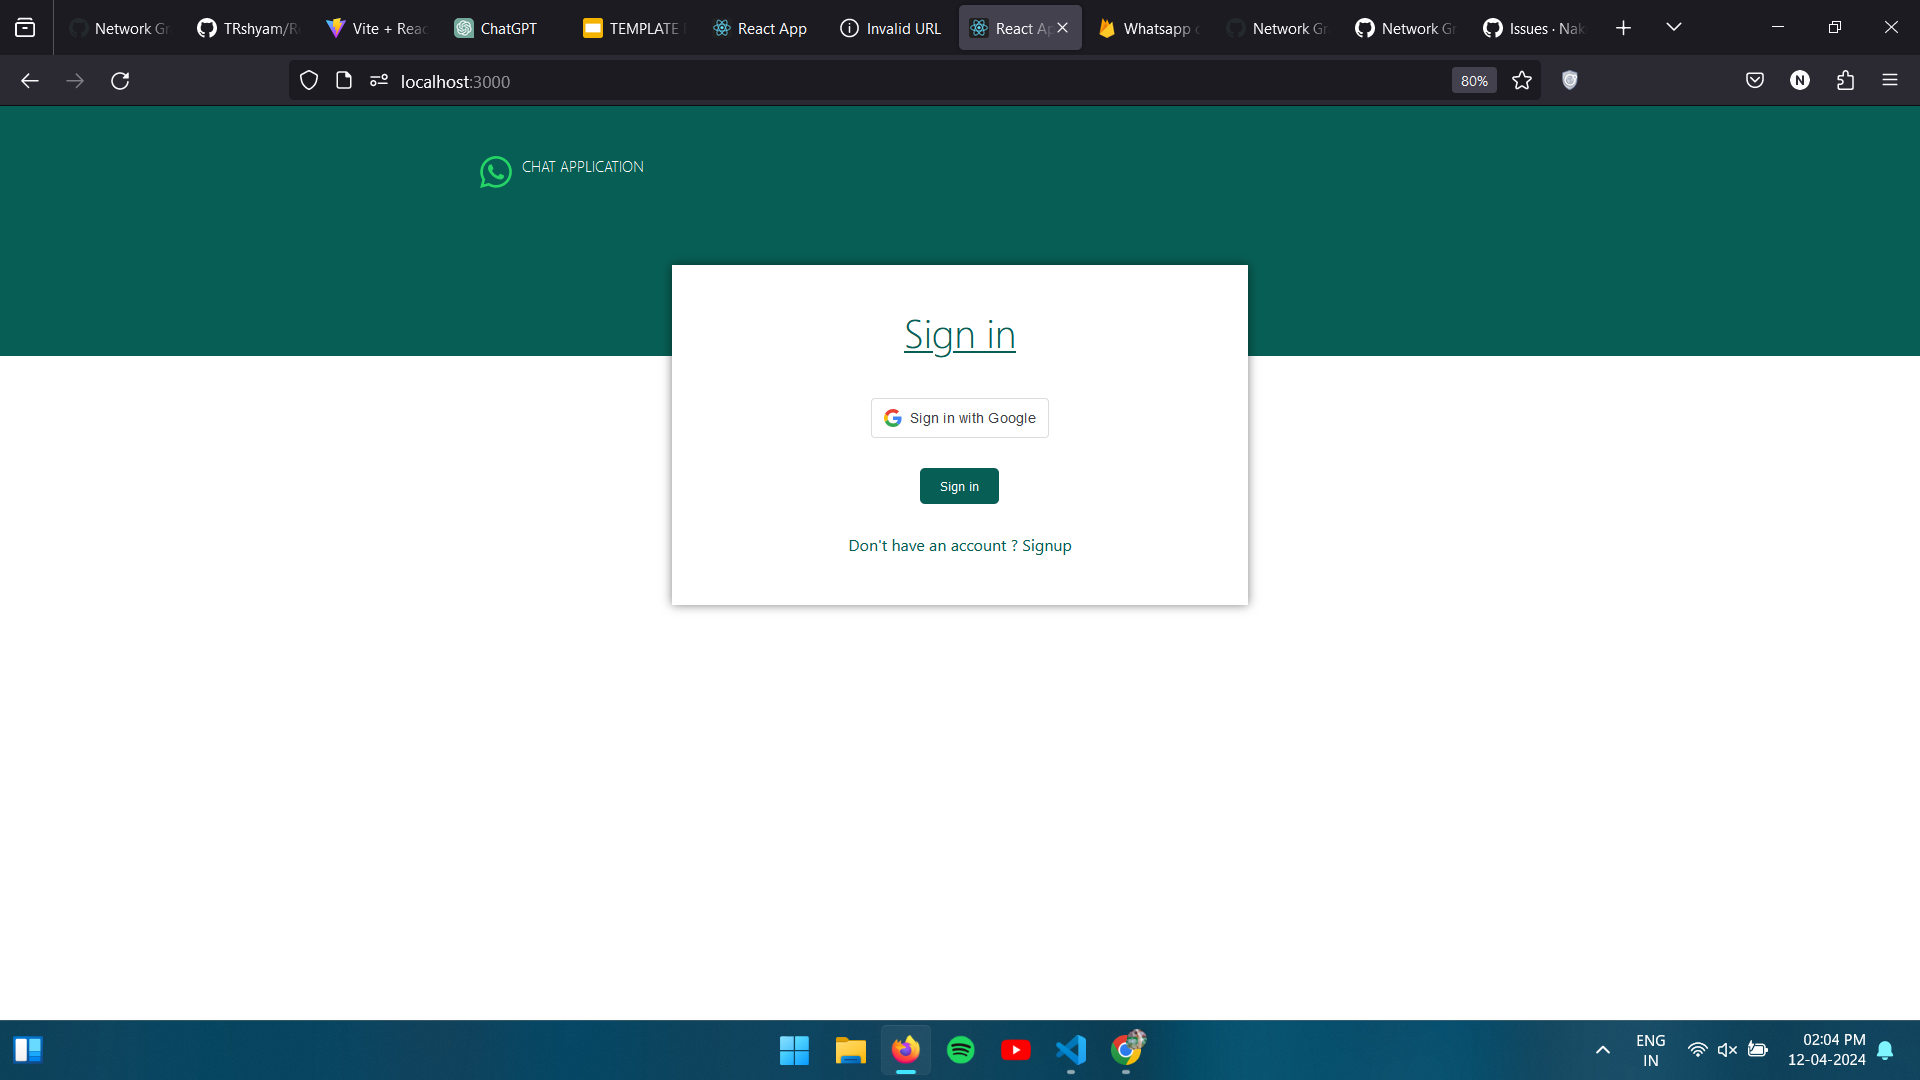 Network Gr
TRshyam/R
Vite + Reac
ChatGPT
TEMPLATE
React App
Invalid URL
React Ap
Whatsapp
Network Gr
Network Gr
Issues · Nak
localhost:3000
80%
N
CHAT APPLICATION
Sign in
Sign in with Google
Sign in
Don't have an account ? Signup
ENG
IN
02:04 PM
12-04-2024